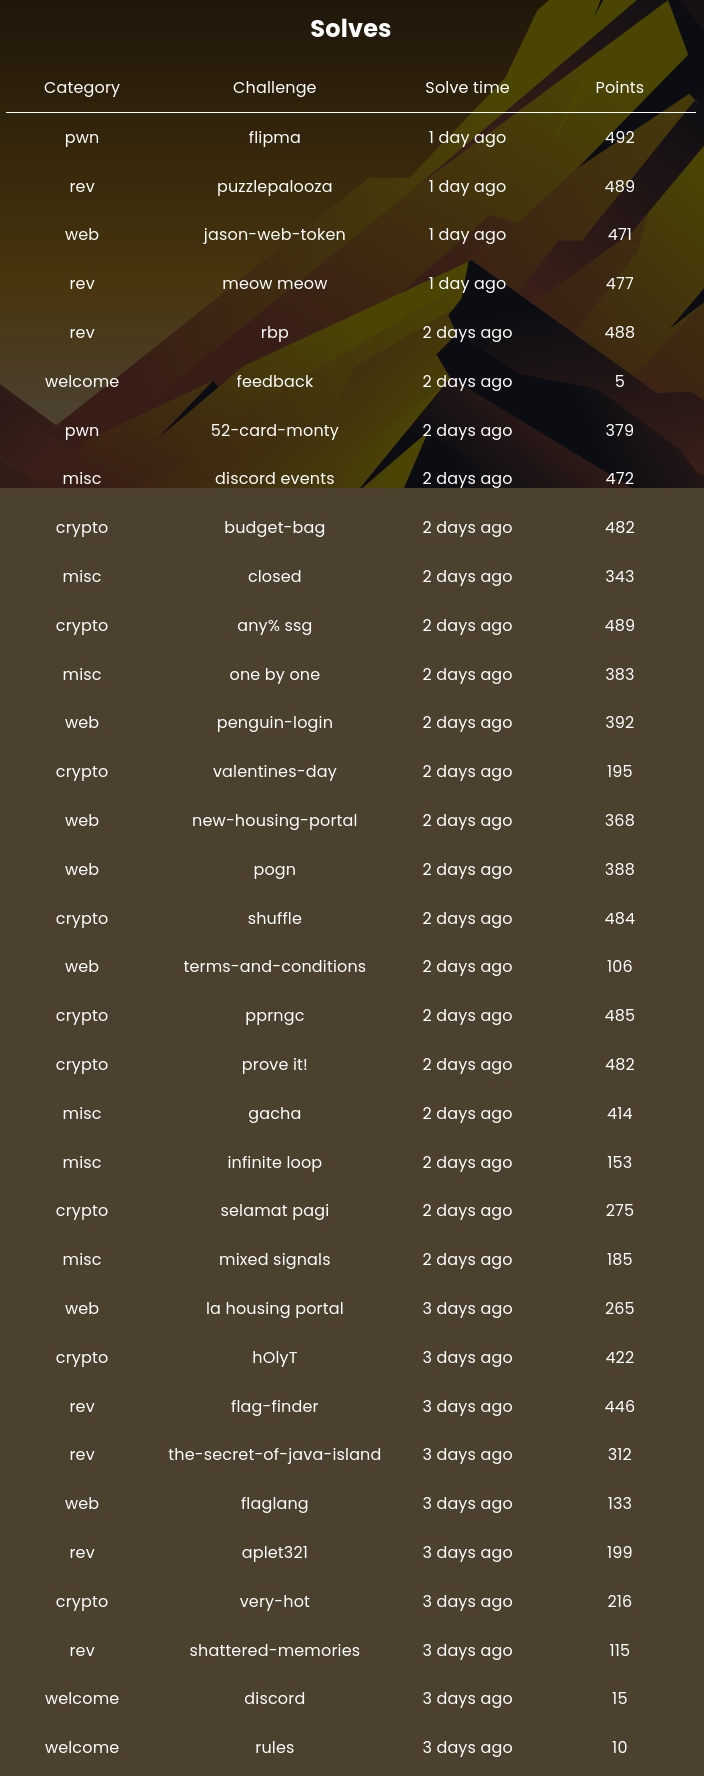 Solves
Category Challenge Solve time Points
pwn flipma 1 day ago 492
rev puzzlepalooza 1 day ago 489
web jason-web-token 1 day ago 471
rev meow meow 1 day ago 477
rev rbp 2 days ago 488
welcome feedback 2 days ago 5
pwn 52-card-monty 2 days ago 379
misc discord events 2 days ago 472
crypto budget-bag 2 days ago 482
misc closed 2 days ago 343
crypto any% ssg 2 days ago 489
misc one by one 2 days ago 383
web penguin-login 2 days ago 392
crypto valentines-day 2 days ago 195
web new-housing-portal 2 days ago 368
web pogn 2 days ago 388
crypto shuffle 2 days ago 484
web terms-and-conditions 2 days ago 106
crypto pprngc 2 days ago 485
crypto prove it! 2 days ago 482
misc gacha 2 days ago 414
misc infinite loop 2 days ago 153
crypto selamat pagi 2 days ago 275
misc mixed signals 2 days ago 185
web la housing portal 3 days ago 265
crypto hOlyT 3 days ago 422
rev flag-finder 3 days ago 446
rev the-secret-of-java-island 3 days ago 312
web flaglang 3 days ago 133
rev aplet321 3 days ago 199
crypto very-hot 3 days ago 216
rev shattered-memories 3 days ago 115
welcome discord 3 days ago 15
welcome rules 3 days ago 10